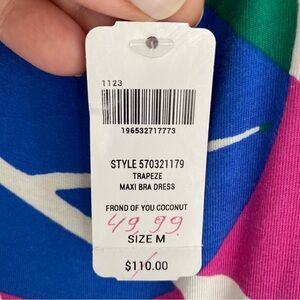 1123
196532717773
STYLE 570321179
TRAPEZE
MAXI BRA DRESS
FROND OF YOU COCONUT
49.99
SIZE M
$110.00